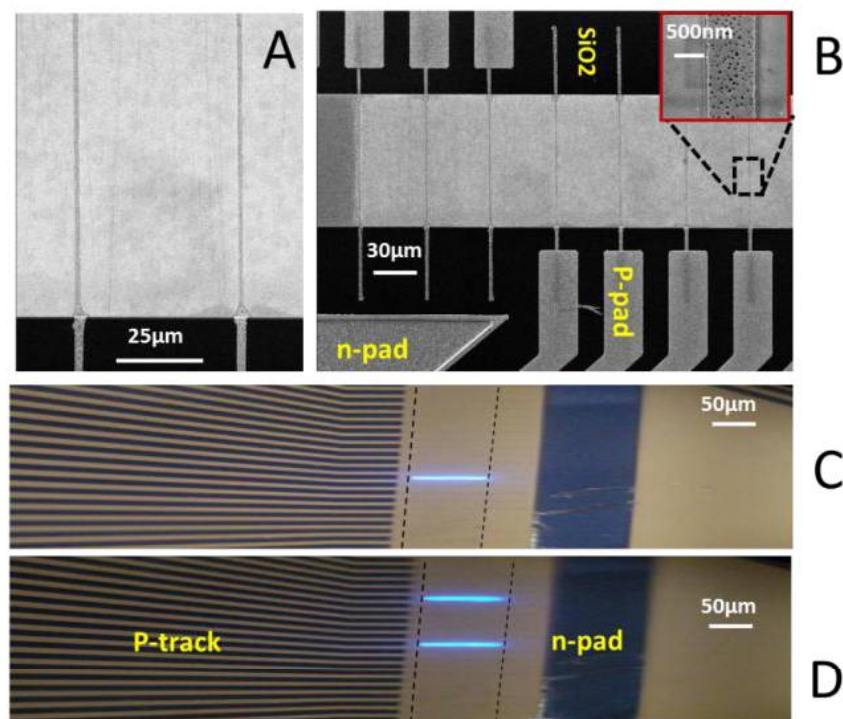 A
25µm
SiO2
500nm
B
30µm
P-pad
n-pad
50µm
C
P-track
n-pad
50µm
D